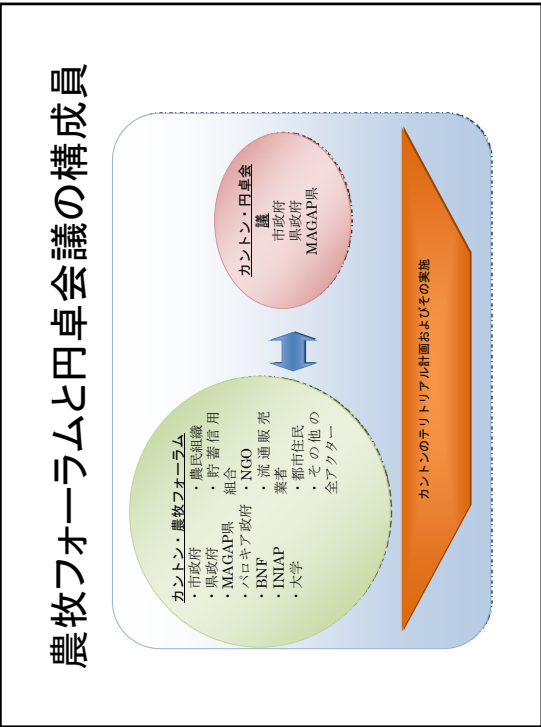 農牧フォーラムと円卓会議の構成員
カントン・農牧フォーラム
・市政府
・県政府
・MAGAP県
・パロキア政府
・BNF
・INIAP
・大学
・農民組織
・貯蓄信用
組合
・NGO
・流通販売
業者
・都市住民
・その他の
全アクター
カントン・円卓会
議
市政府
県政府
MAGAP県
カントンのテリトリアル計画およびその実施